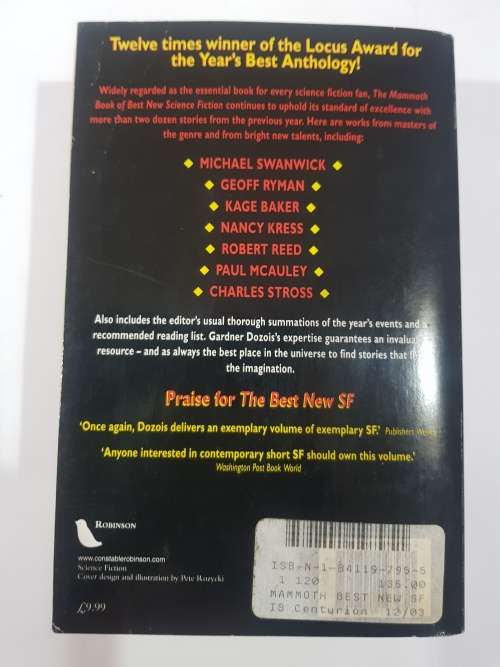 Twelve times winner of the Locus Award for
the Year's Best Anthology!
Widely regarded as the essential book for every science fiction fan, The Mammoth
Book of Best New Science Fiction continues to uphold its standard of excellence with
more than two dozen stories from the previous year. Here are works from masters of
the genre and from bright new talents, including:
MICHAEL SWANWICK
GEOFF RYMAN
KAGE BAKER
NANCY KRESS
ROBERT REED
PAUL MCAULEY
CHARLES STROSS
Also includes the editor's usual thorough summations of the year's events and a
recommended reading list. Gardner Dozois's expertise guarantees an
resource – and as always the best place in the universe to find stories that
the imagination.
Praise for The Best New SF
'Once again, Dozois delivers an exemplary volume of exemplary SF.' Publishers Weekly
'Anyone interested in contemporary short SF should own this volume.'
Washington Post Book World
ROBINSON
www.constablerobinson.com
Science Fiction
Cover design and illustration by Pete Rozycki
£9.99
ISB-N-1-84119-795-5
1 120 135.00
MAMMOTH BEST NEW SF
IS Centurion 12/03